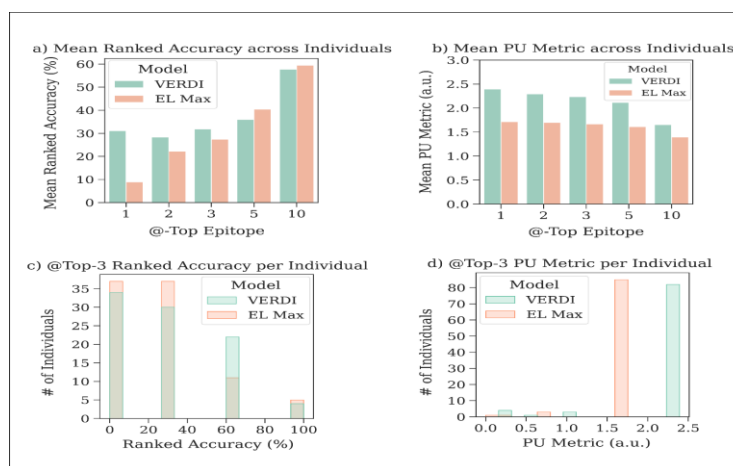 a) Mean Ranked Accuracy across Individuals
Mean Ranked Accuracy (%)
60
50
40
30
20
10
0
Model
VERDI
EL Max
1 2 3 5 10
@-Top Epitope
b) Mean PU Metric across Individuals
Mean PU Metric (a.u.)
3.0
2.5
2.0
1.5
1.0
0.5
0.0
Model
VERDI
EL Max
1 2 3 5 10
@-Top Epitope
c) @Top-3 Ranked Accuracy per Individual
# of Individuals
35
30
25
20
15
10
5
0
Model
VERDI
EL Max
0 20 40 60 80 100
Ranked Accuracy (%)
d) @Top-3 PU Metric per Individual
# of Individuals
80
70
60
50
40
30
20
10
0
Model
VERDI
EL Max
0.0 0.5 1.0 1.5 2.0 2.5
PU Metric (a.u.)